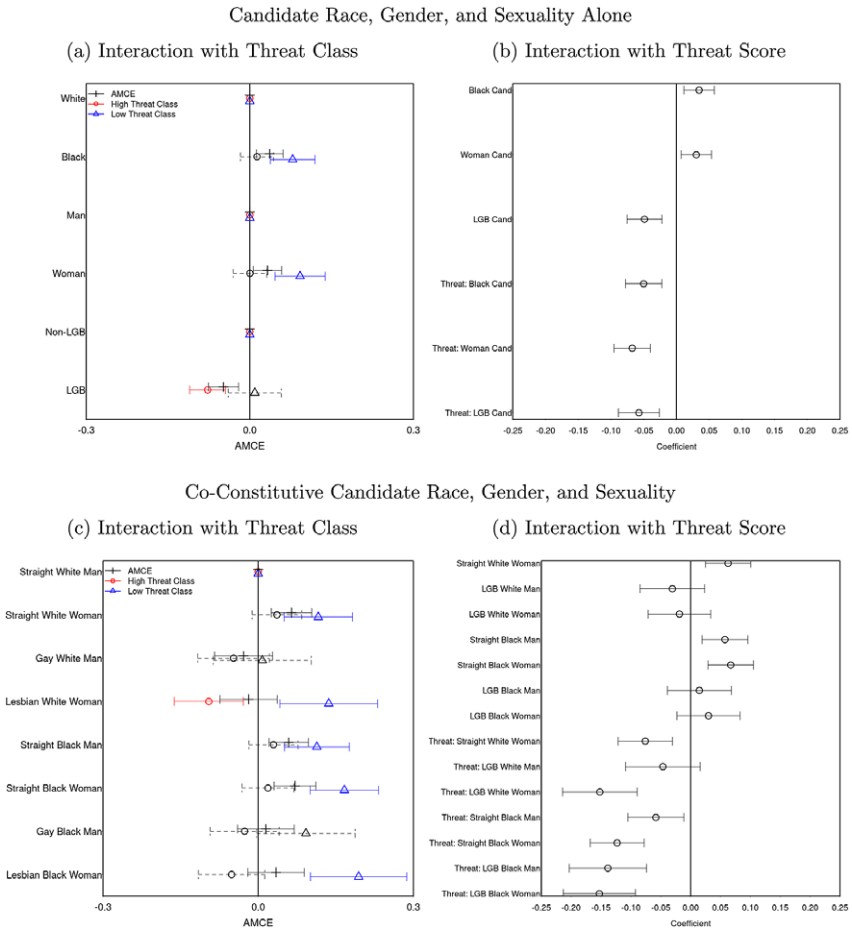 Candidate Race, Gender, and Sexuality Alone
(a) Interaction with Threat Class
(b) Interaction with Threat Score
AMCE
High Threat Class
Low Threat Class
White
Black
Man
Woman
Non-LGB
LGB
-0.3
0.0
0.3
AMCE
Black Cand
Woman Cand
LGB Cand
Threat: Black Cand
Threat: Woman Cand
Threat: LGB Cand
-0.25 -0.20 -0.15 -0.10 -0.05 0.00 0.05 0.10 0.15 0.20 0.25
Coefficient
Co-Constitutive Candidate Race, Gender, and Sexuality
(c) Interaction with Threat Class
(d) Interaction with Threat Score
AMCE
High Threat Class
Low Threat Class
Straight White Man
Straight White Woman
Gay White Man
Lesbian White Woman
Straight Black Man
Straight Black Woman
Gay Black Man
Lesbian Black Woman
-0.3
0.0
0.3
AMCE
Straight White Woman
LGB White Man
LGB White Woman
Straight Black Man
Straight Black Woman
LGB Black Man
LGB Black Woman
Threat: Straight White Woman
Threat: LGB White Man
Threat: LGB White Woman
Threat: Straight Black Man
Threat: Straight Black Woman
Threat: LGB Black Man
Threat: LGB Black Woman
-0.25 -0.20 -0.15 -0.10 -0.05 0.00 0.05 0.10 0.15 0.20 0.25
Coefficient